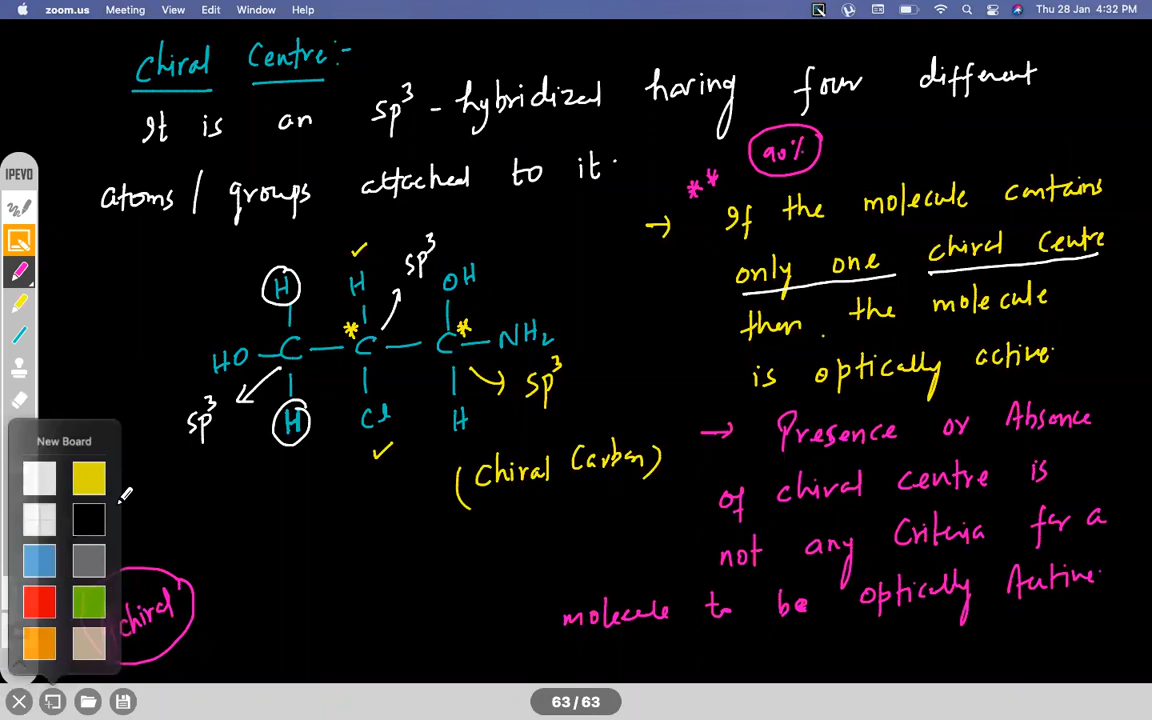 zoom.us Meeting View Edit Window Help Thu 28 Jan 4:32 PM
Chiral Centre:-
It is an sp³-hybridized having four different
atoms/groups attached to it.
IPEVO
90%
** → If the molecule contains
only one chiral centre
then the molecule
is optically active.
→ Presence or Absence
of chiral centre is
not any Criteria for a
molecule to be optically Active.
H H sp³ OH
HO — C — C* — C* — NH₂
sp³ H Cl H sp³
(Chiral Carbon)
New Board
chiral
63/63